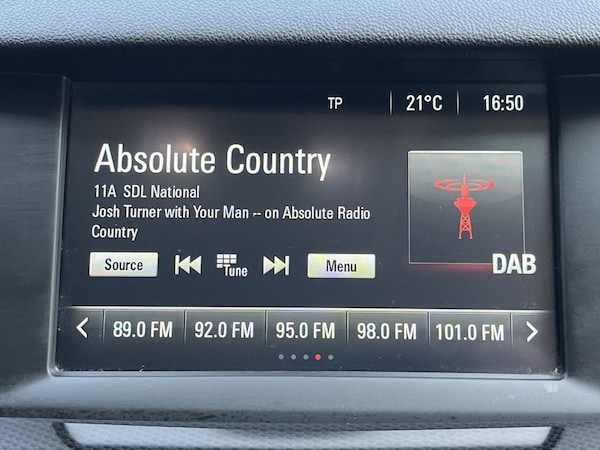 TP 21°C 16:50
Absolute Country
11A SDL National
Josh Turner with Your Man -- on Absolute Radio
Country
DAB
Source Tune Menu
89.0 FM 92.0 FM 95.0 FM 98.0 FM 101.0 FM